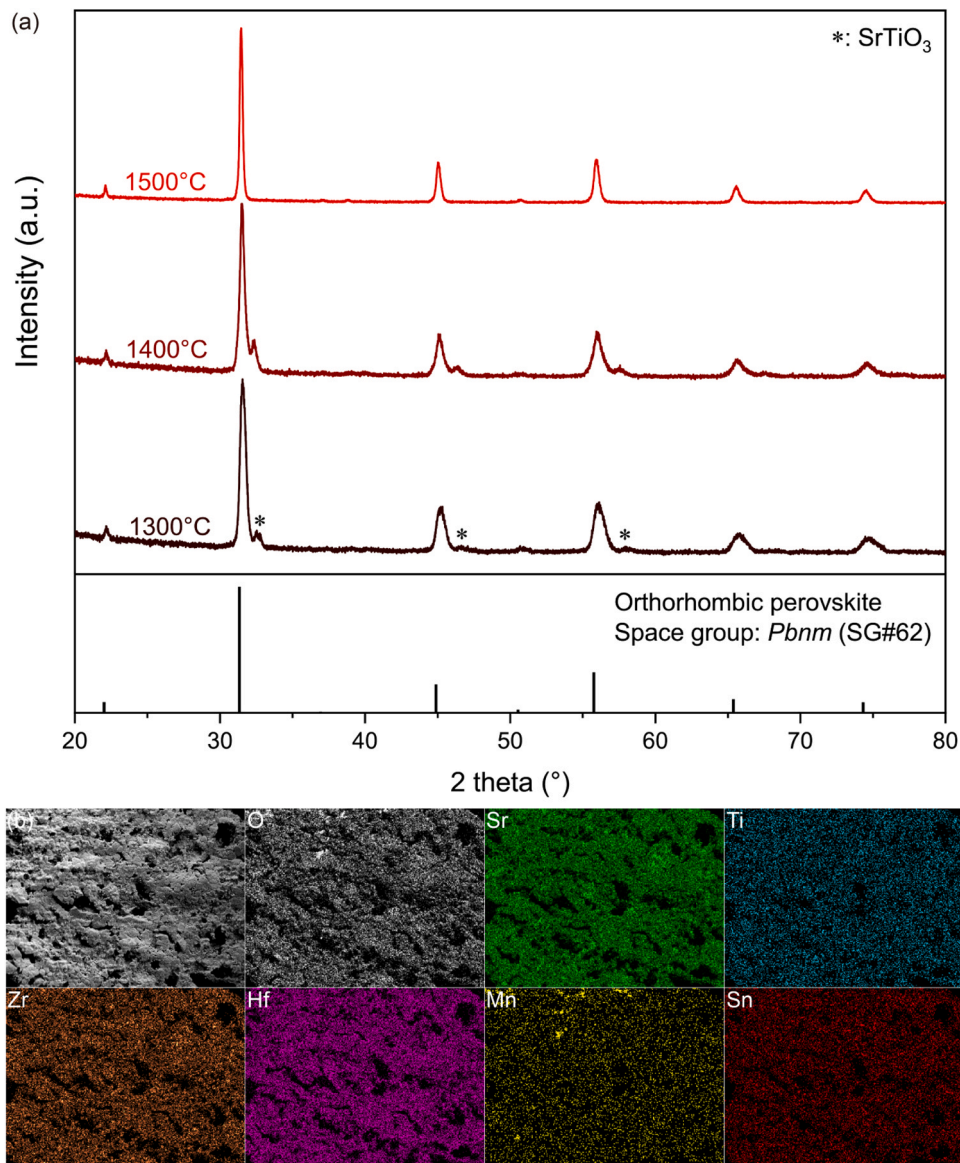 (a)
*: SrTiO₃
1500°C
1400°C
1300°C
*
*
*
Intensity (a.u.)
Orthorhombic perovskite
Space group: Pbnm (SG#62)
20 30 40 50 60 70 80
2 theta (°)
(b) O Sr Ti
Zr Hf Mn Sn